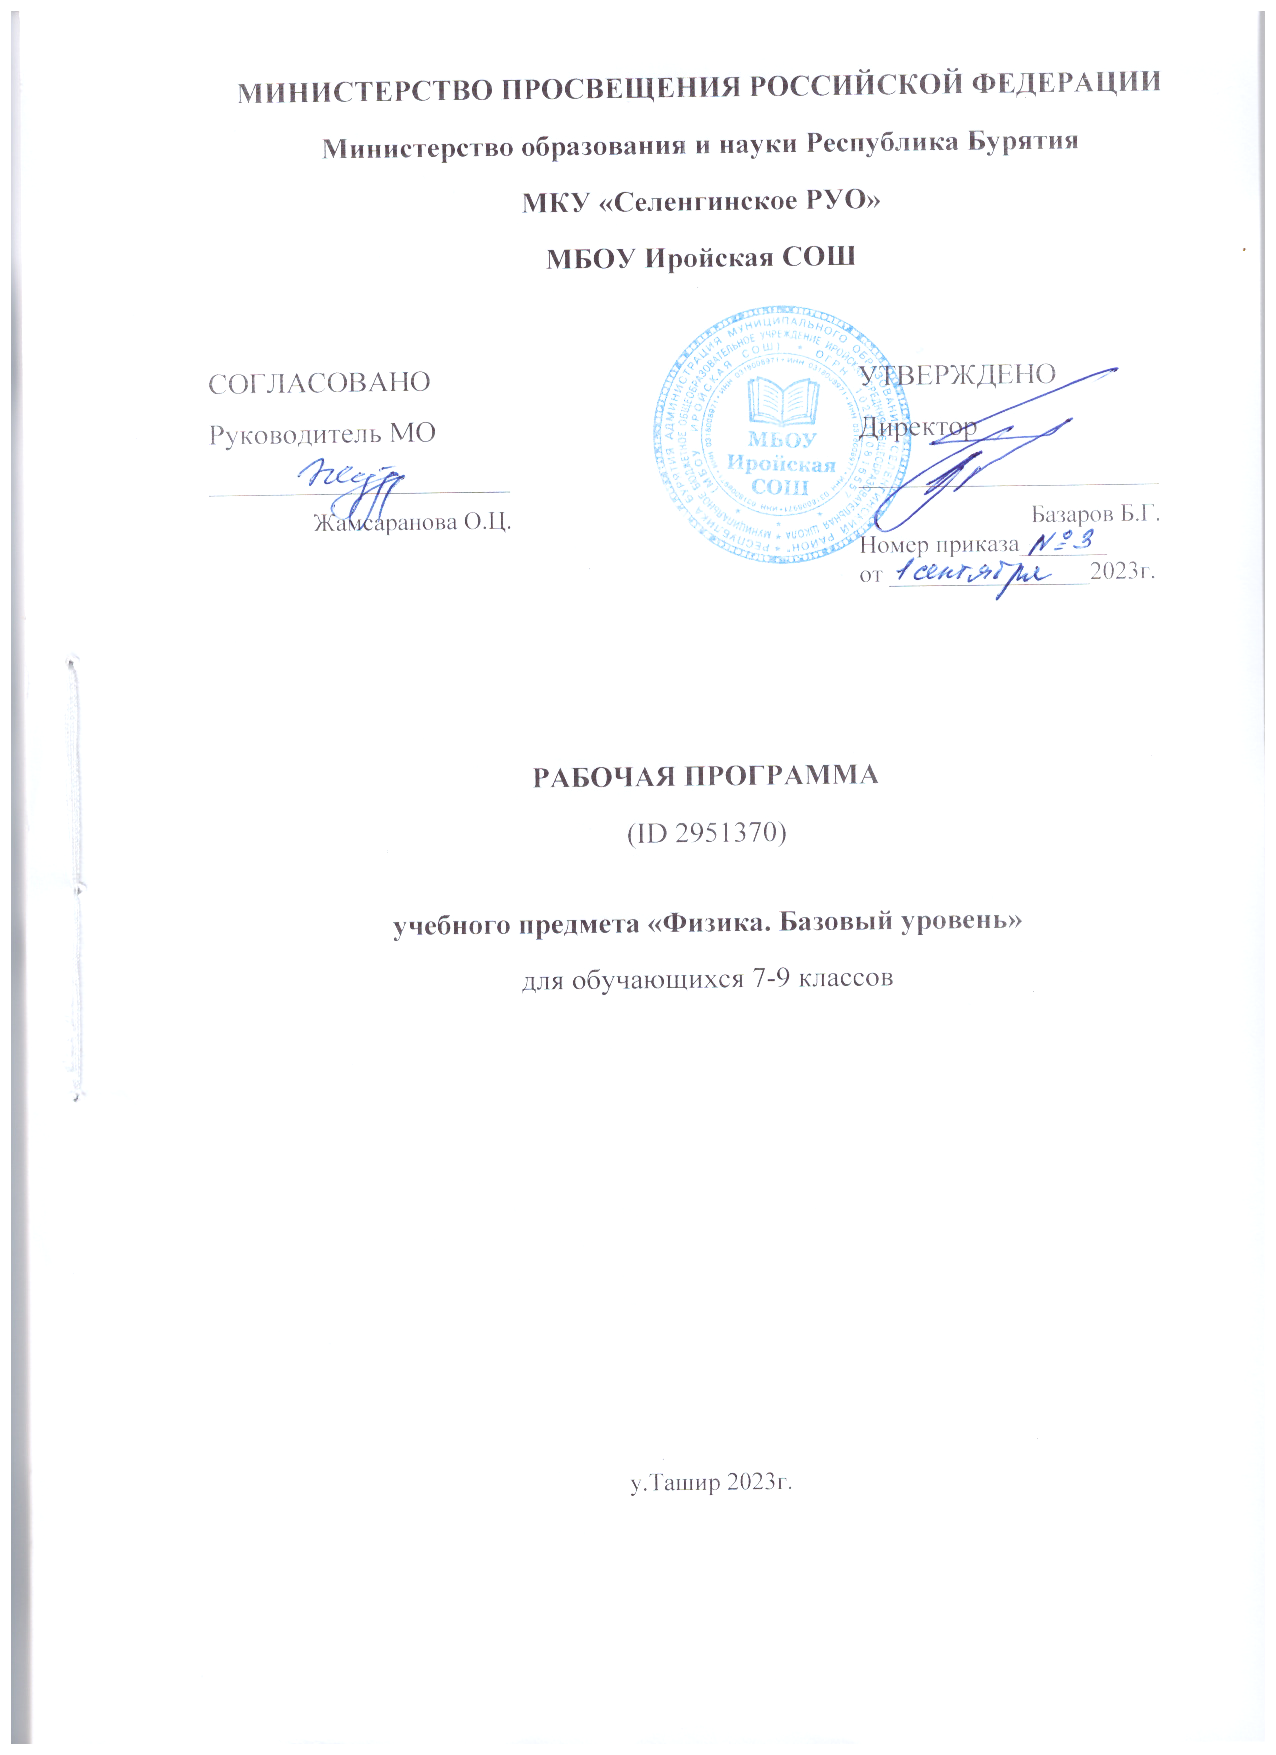 МИНИСТЕРСТВО ПРОСВЕЩЕНИЯ РОССИЙСКОЙ ФЕДЕРАЦИИ
Министерство образования и науки Республика Бурятия
МКУ «Селенгинское РУО»
МБОУ Иройская СОШ
СОГЛАСОВАНО
Руководитель МО
Жамсаранова О.Ц.
МБОУ
Иройская
СОШ
УТВЕРЖДЕНО
Директор
Базаров Б.Г.
Номер приказа №3
от 1 сентября 2023г.
РАБОЧАЯ ПРОГРАММА
(ID 2951370)
учебного предмета «Физика. Базовый уровень»
для обучающихся 7-9 классов
у.Ташир 2023г.